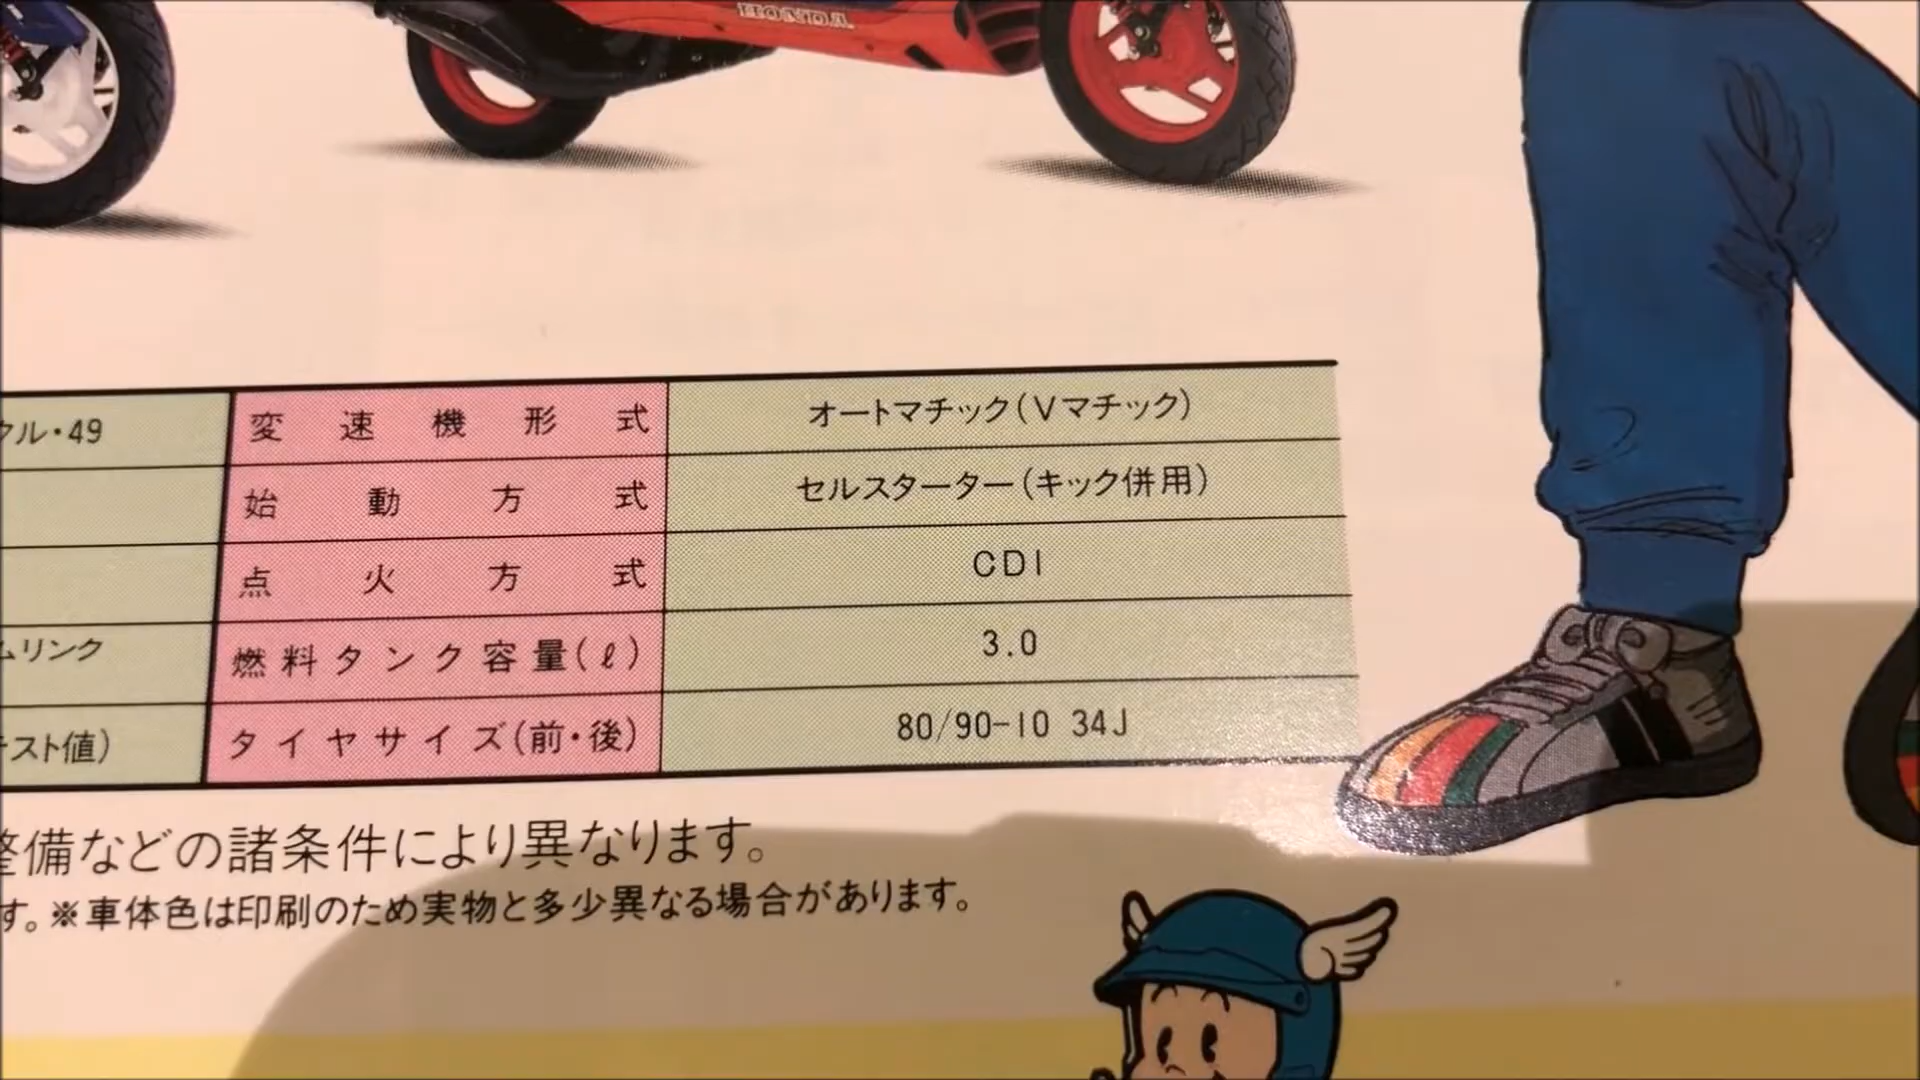 HONDA
クル・49 変速機形式 オートマチック(Vマチック)
始動方式 セルスターター(キック併用)
点火方式 CDI
ムリンク 燃料タンク容量(ℓ) 3.0
テスト値) タイヤサイズ(前・後) 80/90-10 34J
整備などの諸条件により異なります。
す。※車体色は印刷のため実物と多少異なる場合があります。